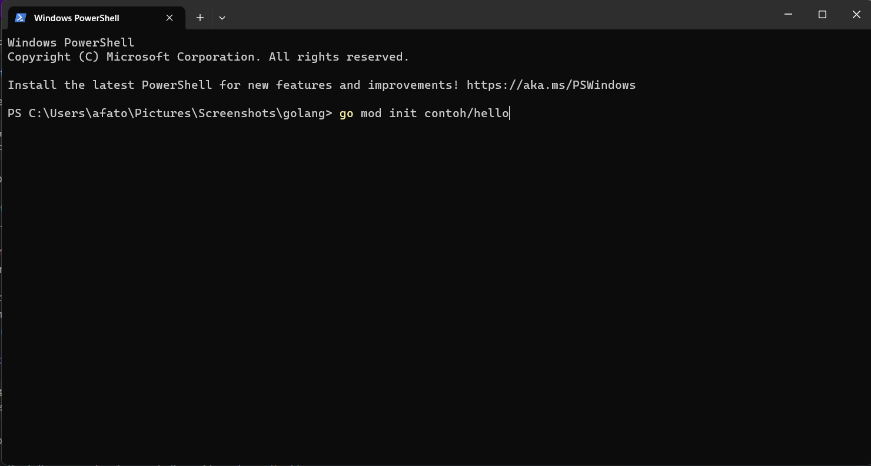 Windows PowerShell
Windows PowerShell
Copyright (C) Microsoft Corporation. All rights reserved.
Install the latest PowerShell for new features and improvements! https://aka.ms/PSWindows
PS C:\Users\afato\Pictures\Screenshots\golang> go mod init contoh/hello